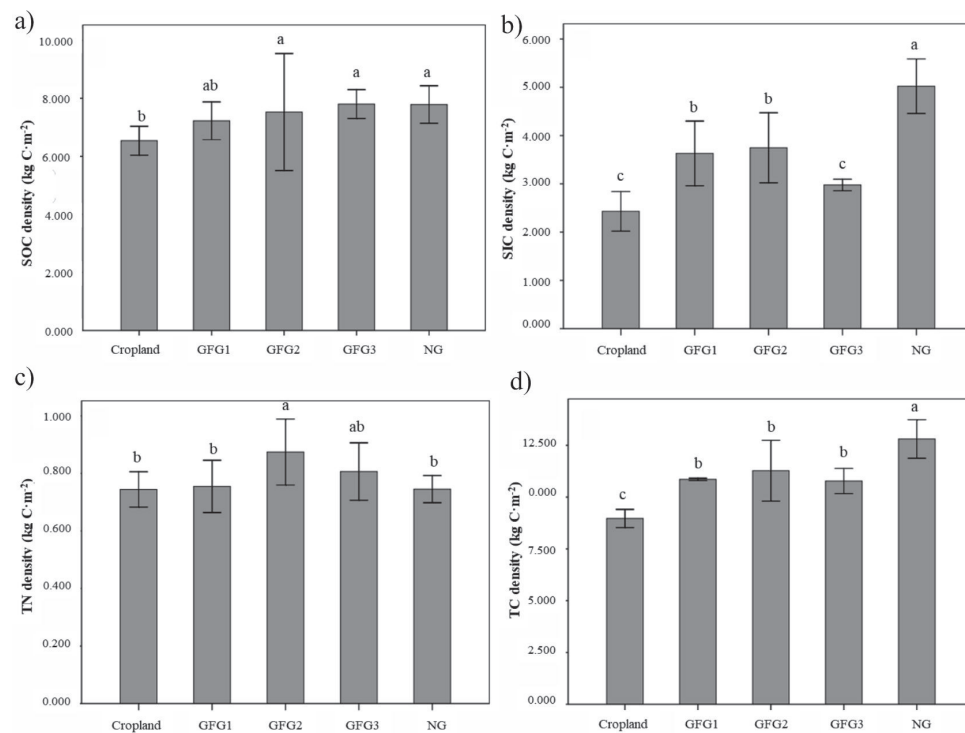 a)
SOC density (kg C·m⁻²)
10.000
8.000
6.000
4.000
2.000
0.000
b
ab
a
a
a
Cropland GFG1 GFG2 GFG3 NG
b)
SIC density (kg C·m⁻²)
6.000
5.000
4.000
3.000
2.000
1.000
0.000
c
b
b
c
a
Cropland GFG1 GFG2 GFG3 NG
c)
TN density (kg C·m⁻²)
1.000
0.800
0.600
0.400
0.200
0.000
b
b
a
ab
b
Cropland GFG1 GFG2 GFG3 NG
d)
TC density (kg C·m⁻²)
12.500
0.000
7.500
5.000
2.500
0.000
c
b
b
b
a
Cropland GFG1 GFG2 GFG3 NG